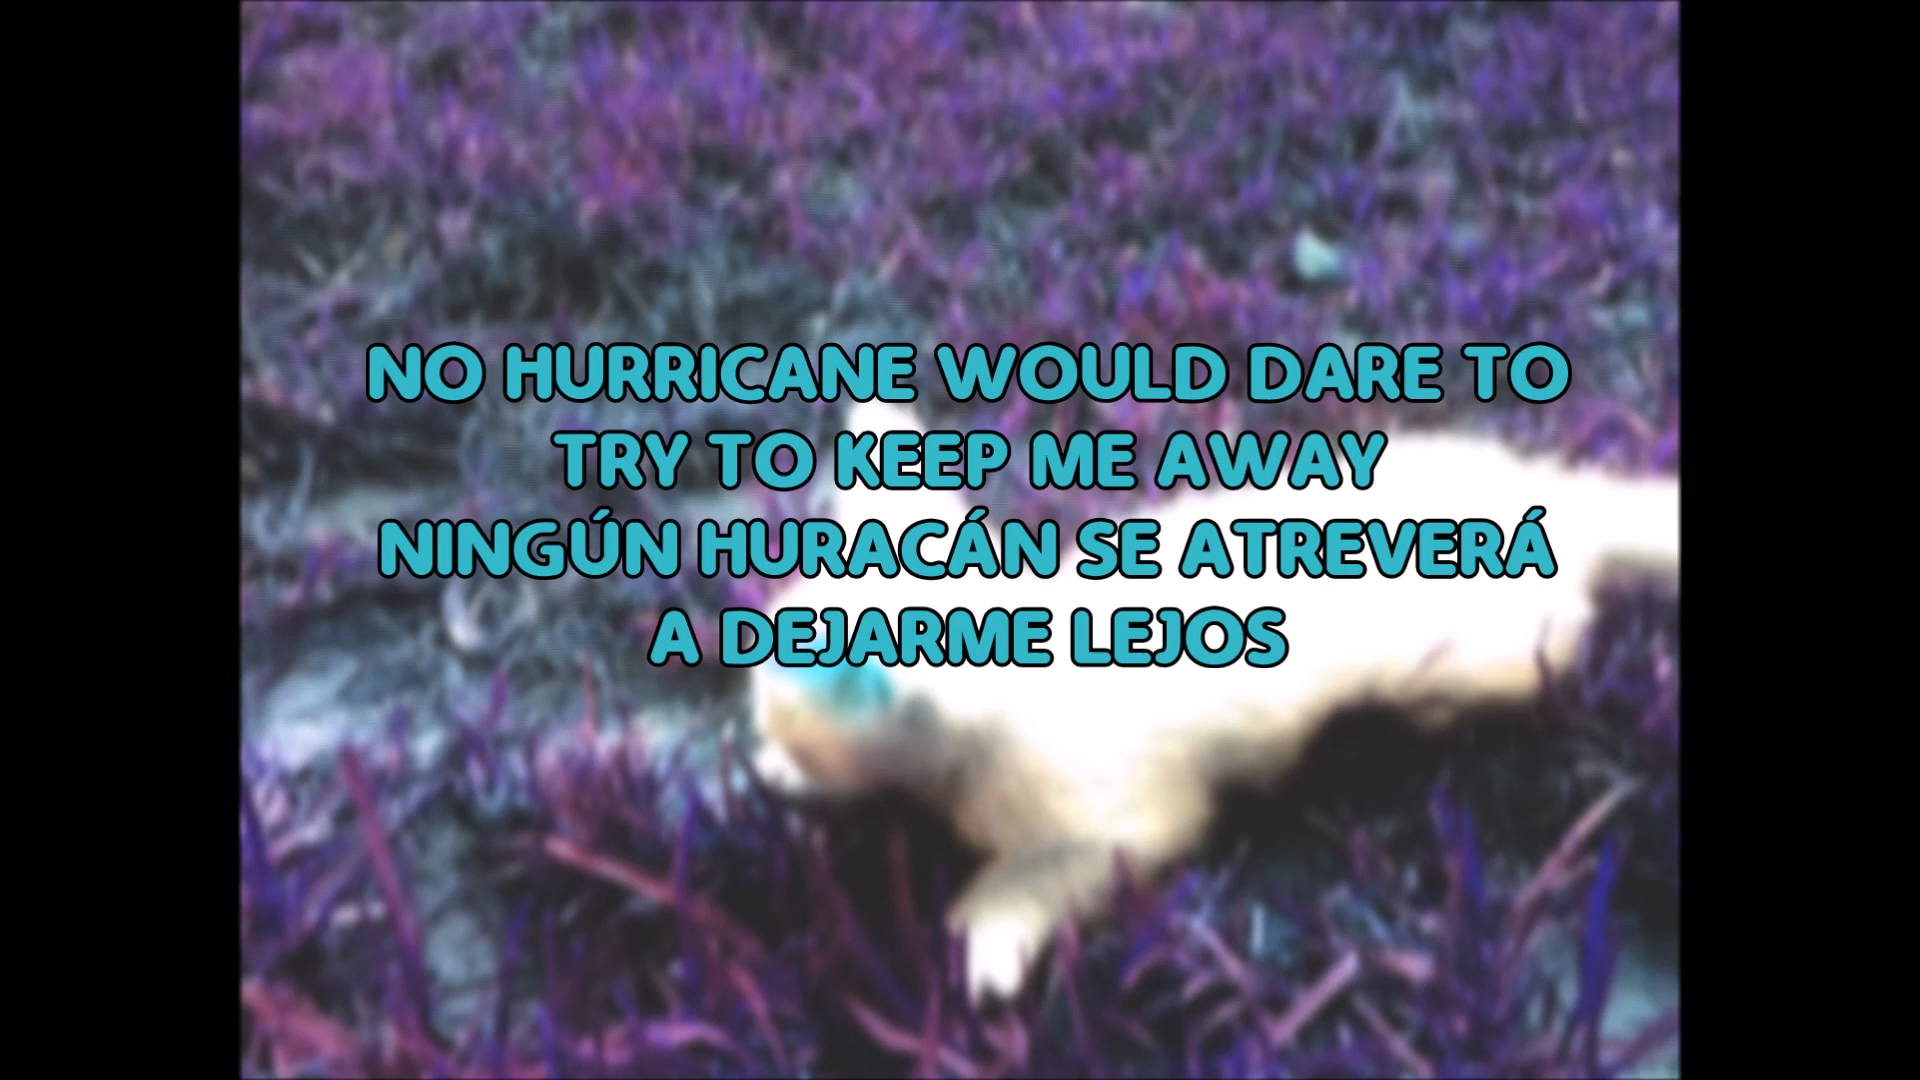 NO HURRICANE WOULD DARE TO
TRY TO KEEP ME AWAY
NINGÚN HURACÁN SE ATREVERÁ
A DEJARME LEJOS